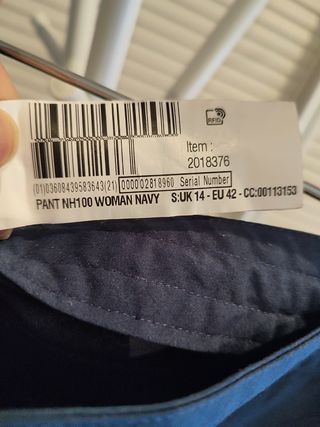 RFID
Item :
2018376
(01)03608439583643(21) 0000002818960 Serial Number
PANT NH100 WOMAN NAVY S:UK 14 - EU 42 - CC:00113153